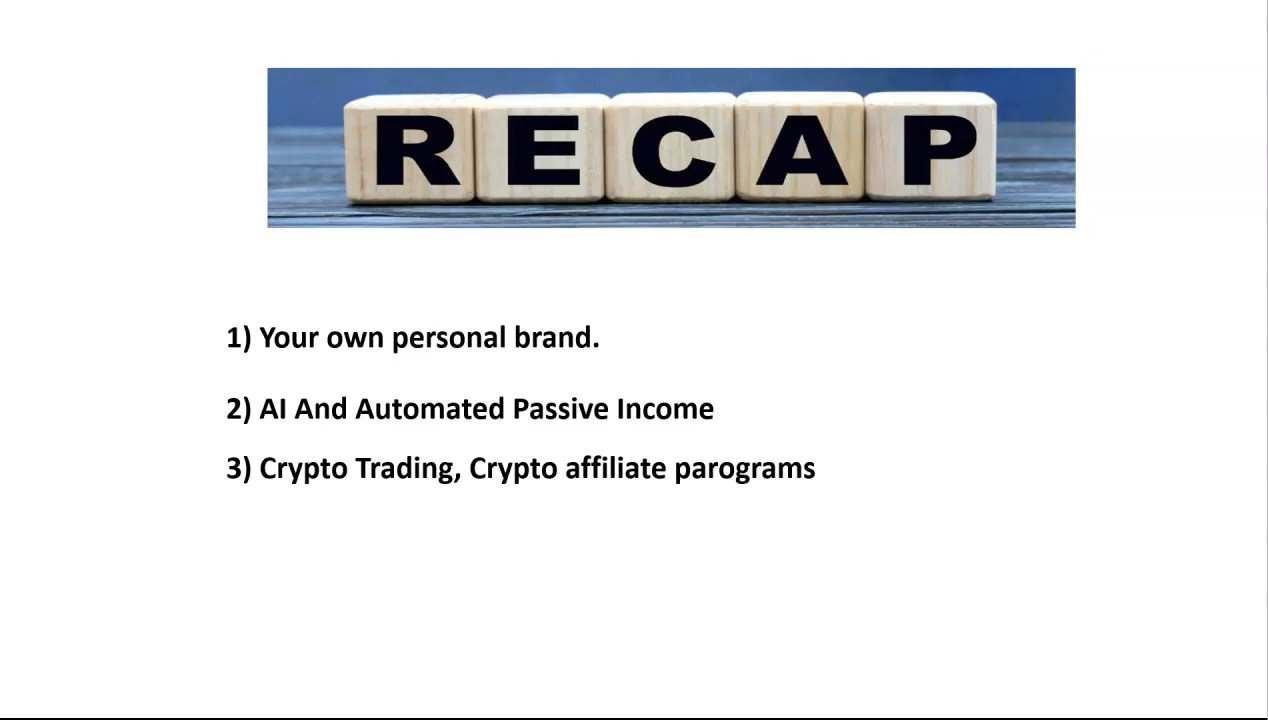 RECAP
1) Your own personal brand.
2) AI And Automated Passive Income
3) Crypto Trading, Crypto affiliate parograms